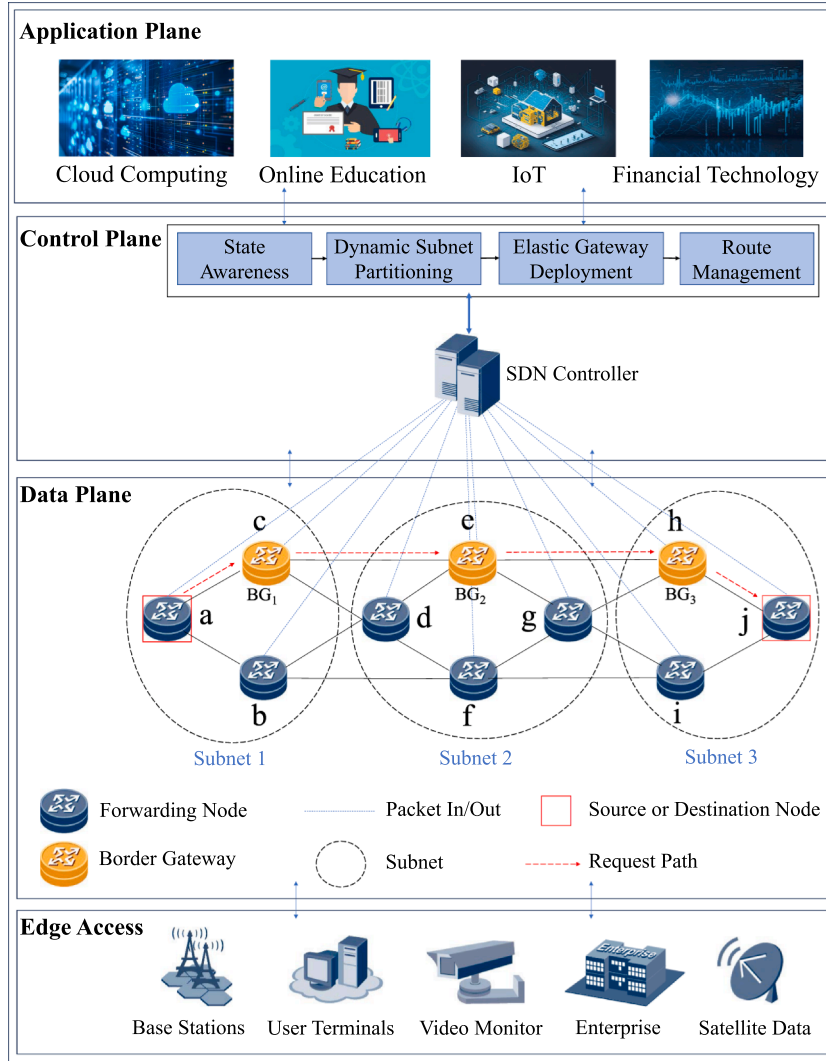 Application Plane
Cloud Computing
Online Education
IoT
Financial Technology
Control Plane
State
Awareness
Dynamic Subnet
Partitioning
Elastic Gateway
Deployment
Route
Management
SDN Controller
Data Plane
c
e
h
BG1
BG2
BG3
a
d
g
j
b
f
i
Subnet 1
Subnet 2
Subnet 3
Forwarding Node
Packet In/Out
Source or Destination Node
Border Gateway
Subnet
Request Path
Edge Access
Enterprise
Base Stations
User Terminals
Video Monitor
Enterprise
Satellite Data